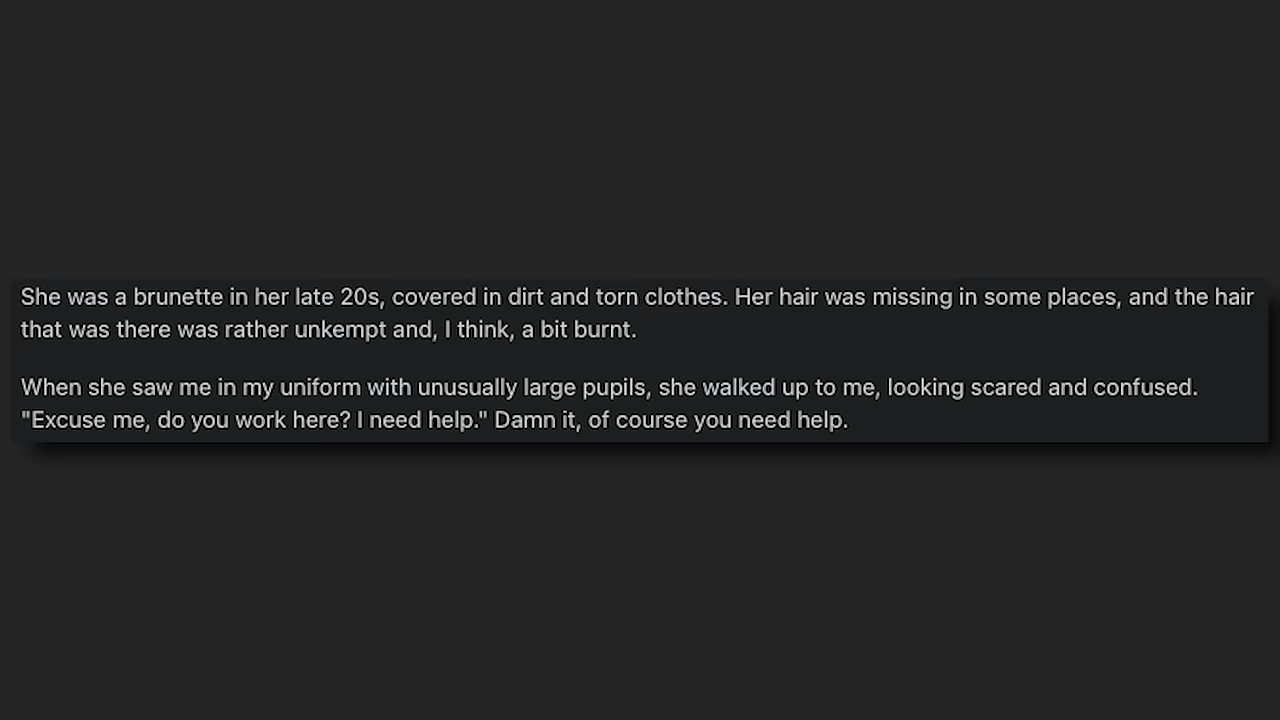 She was a brunette in her late 20s, covered in dirt and torn clothes. Her hair was missing in some places, and the hair
that was there was rather unkempt and, I think, a bit burnt.
When she saw me in my uniform with unusually large pupils, she walked up to me, looking scared and confused.
"Excuse me, do you work here? I need help." Damn it, of course you need help.